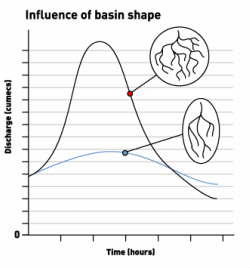 Influence of basin shape
Discharge (cumecs)
0
Time (hours)